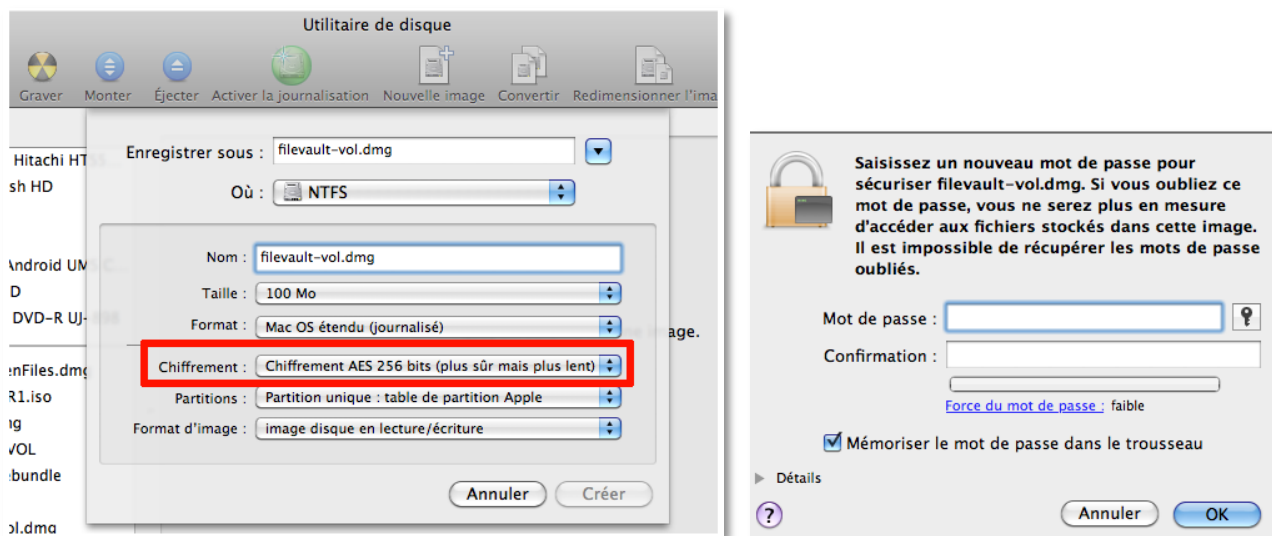 Utilitaire de disque
Graver Monter Éjecter Activer la journalisation Nouvelle image Convertir Redimensionner l'ima
Hitachi HT
sh HD
Android UM
D
DVD-R UJ-
enFiles.dmg
R1.iso
ng
VOL
ebundle
ol.dmg
Enregistrer sous : filevault-vol.dmg
Où : NTFS
Nom : filevault-vol.dmg
Taille : 100 Mo
Format : Mac OS étendu (journalisé)
age.
Chiffrement : Chiffrement AES 256 bits (plus sûr mais plus lent)
Partitions : Partition unique : table de partition Apple
Format d'image : image disque en lecture/écriture
Annuler Créer
Saisissez un nouveau mot de passe pour
sécuriser filevault-vol.dmg. Si vous oubliez ce
mot de passe, vous ne serez plus en mesure
d'accéder aux fichiers stockés dans cette image.
Il est impossible de récupérer les mots de passe
oubliés.
Mot de passe :
Confirmation :
Force du mot de passe : faible
Mémoriser le mot de passe dans le trousseau
Détails
? Annuler OK